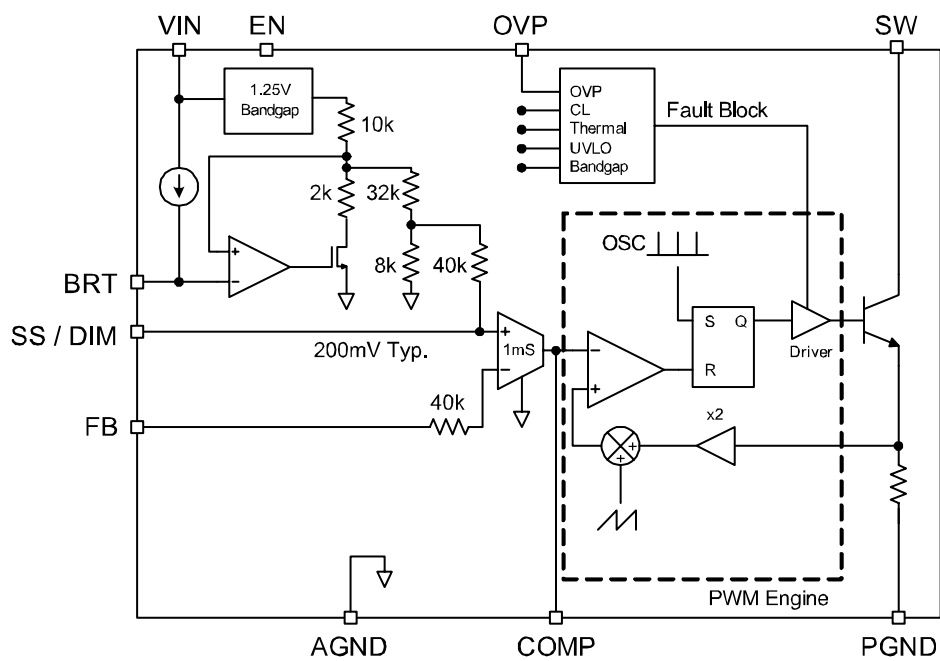 VIN EN OVP SW
1.25V
Bandgap
10k
OVP
CL
Thermal
UVLO
Bandgap
Fault Block
2k 32k
OSC
+
8k 40k
BRT
−
S Q
SS / DIM
+
1mS
200mV Typ.
−
−
Driver
R
+
FB
40k
x2
+
+
PWM Engine
AGND COMP PGND